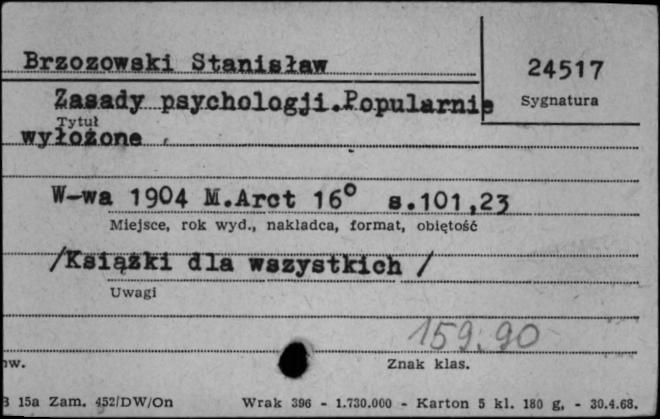 Brzozowski Stanisław
24517
Sygnatura
Zasady psychologji.Popularnie
Tytuł
wyłożone
W-wa 1904 M.Arct 16° s.101,23
Miejsce, rok wyd., nakładca, format, objętość
/Książki dla wszystkich /
Uwagi
159.90
nw.
Znak klas.
B 15a Zam. 452/DW/On Wrak 396 - 1.730.000 - Karton 5 kl. 180 g, - 30.4.68.